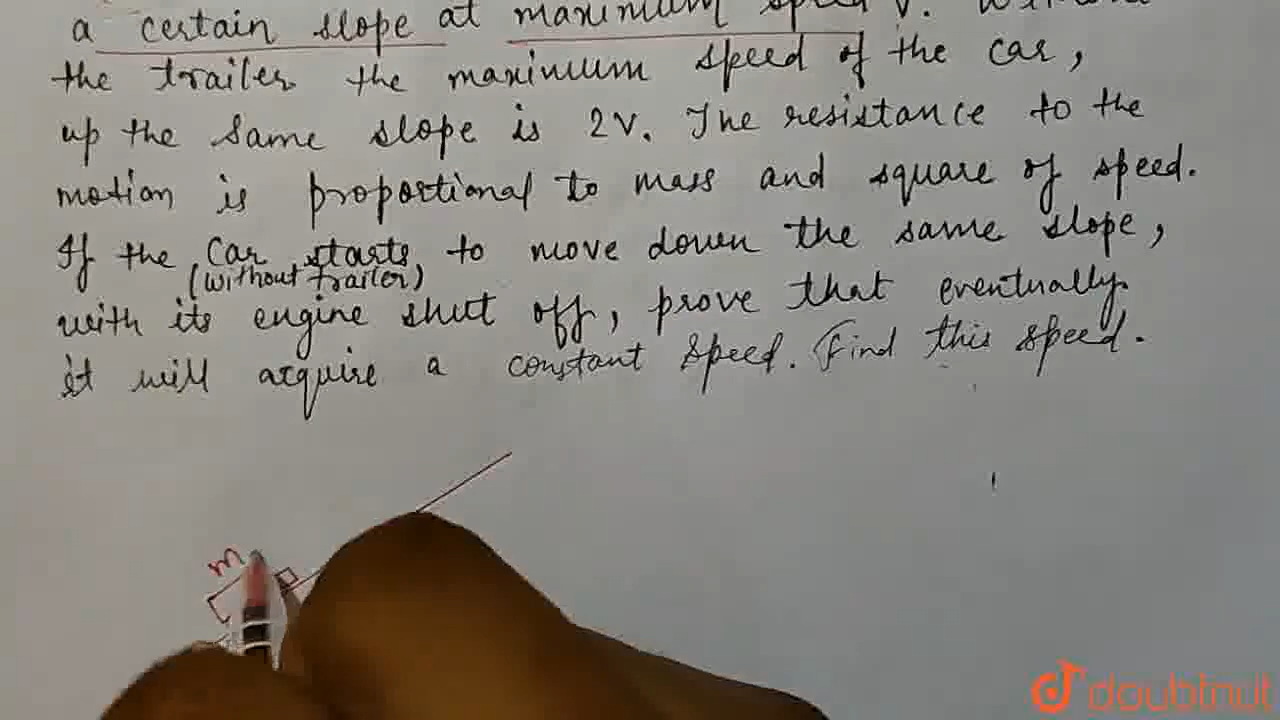 a certain slope at maximum speed V. Without
the trailer the maximum speed of the car,
up the same slope is 2V. The resistance to the
motion is proportional to mass and square of speed.
If the car starts to move down the same slope,
(without trailer)
with its engine shut off, prove that eventually
it will acquire a constant speed. Find this speed.
m
doubtnut